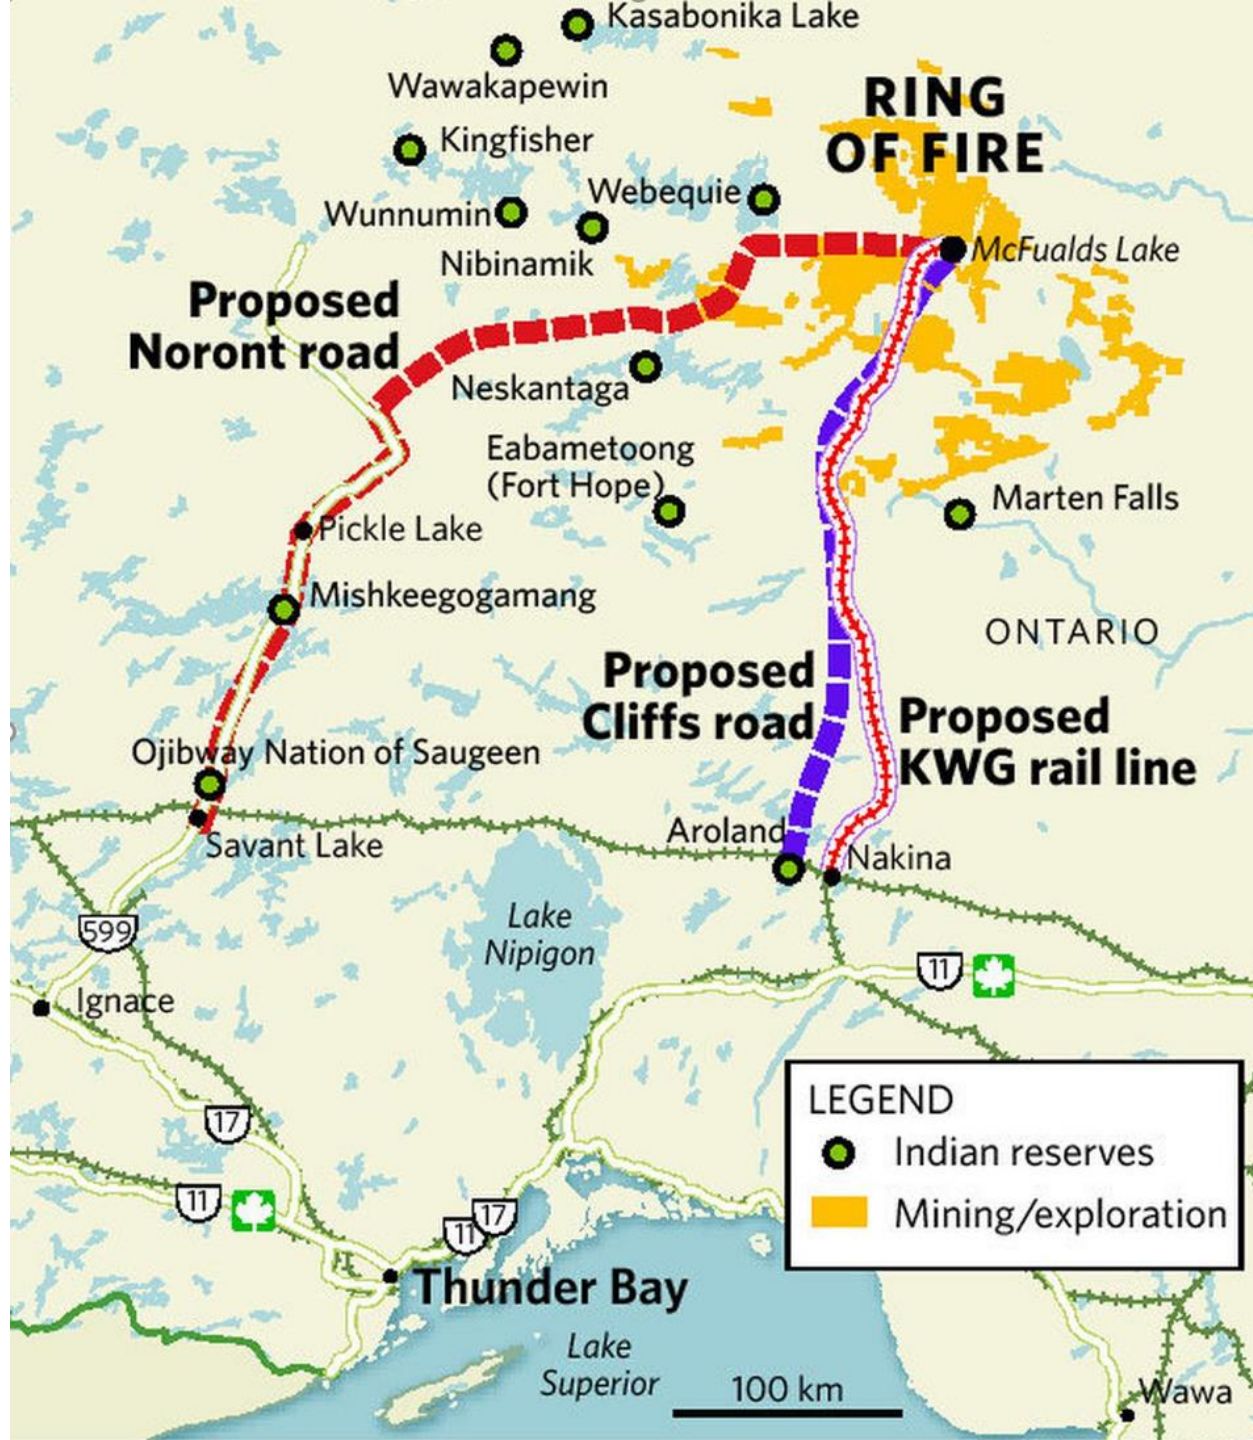 Kasabonika Lake
Wawakapewin
RING
OF FIRE
Kingfisher
Webequie
Wunnumin
Nibinamik
McFualds Lake
Proposed
Noront road
Neskantaga
Eabametoong
(Fort Hope)
Marten Falls
Pickle Lake
Mishkeegogamang
ONTARIO
Proposed
Cliffs road
Proposed
KWG rail line
Ojibway Nation of Saugeen
Savant Lake
Aroland
Nakina
Lake
Nipigon
599
11
Ignace
17
LEGEND
Indian reserves
Mining/exploration
11
17
11
Thunder Bay
Lake
Superior
100 km
Wawa